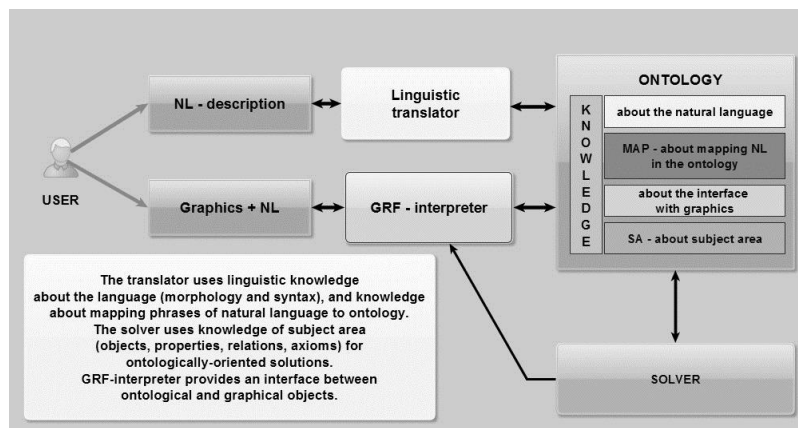 NL - description
Linguistic
translator
ONTOLOGY
KNOWLEDGE
about the natural language
MAP - about mapping NL
in the ontology
about the interface
with graphics
SA - about subject area
USER
Graphics + NL
GRF - interpreter
The translator uses linguistic knowledge
about the language (morphology and syntax), and knowledge
about mapping phrases of natural language to ontology.
The solver uses knowledge of subject area
(objects, properties, relations, axioms) for
ontologically-oriented solutions.
GRF-interpreter provides an interface between
ontological and graphical objects.
SOLVER